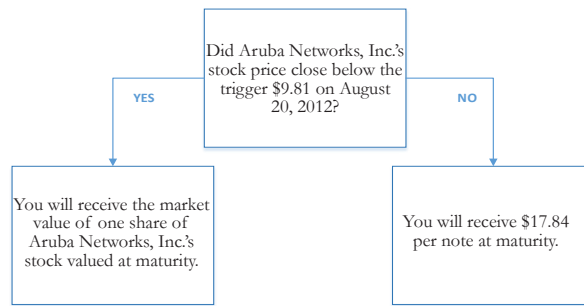 Did Aruba Networks, Inc.'s
stock price close below the
trigger $9.81 on August
20, 2012?
YES
NO
You will receive the market
value of one share of
Aruba Networks, Inc.'s
stock valued at maturity.
You will receive $17.84
per note at maturity.